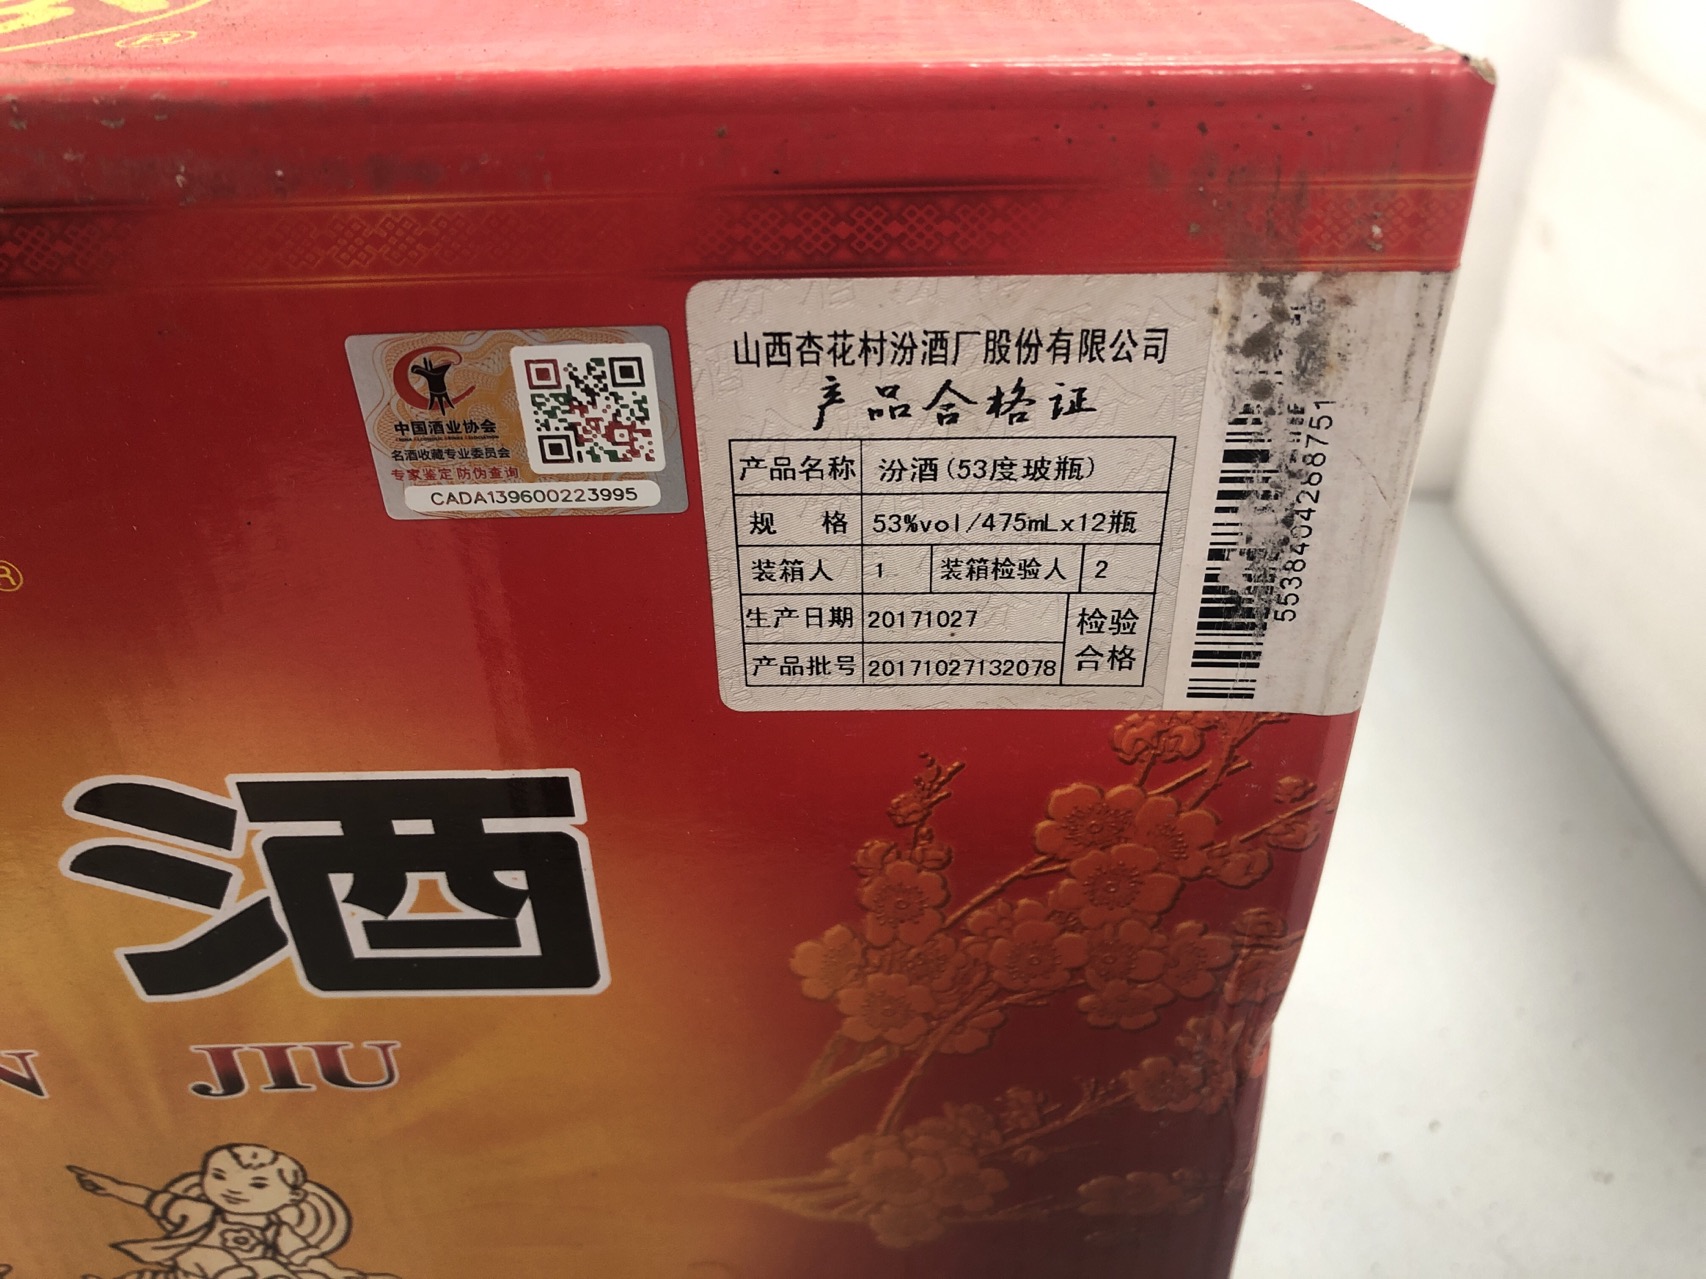 中国酒业协会
名酒收藏专业委员会
专家鉴定 防伪查询
CADA139600223995
山西杏花村汾酒厂股份有限公司
产品合格证
产品名称 汾酒(53度玻瓶)
规 格 53%vol/475mLx12瓶
装箱人 1 装箱检验人 2
生产日期 20171027 检验
产品批号 20171027132078 合格
5538404268751
®
®
酒
N JIU